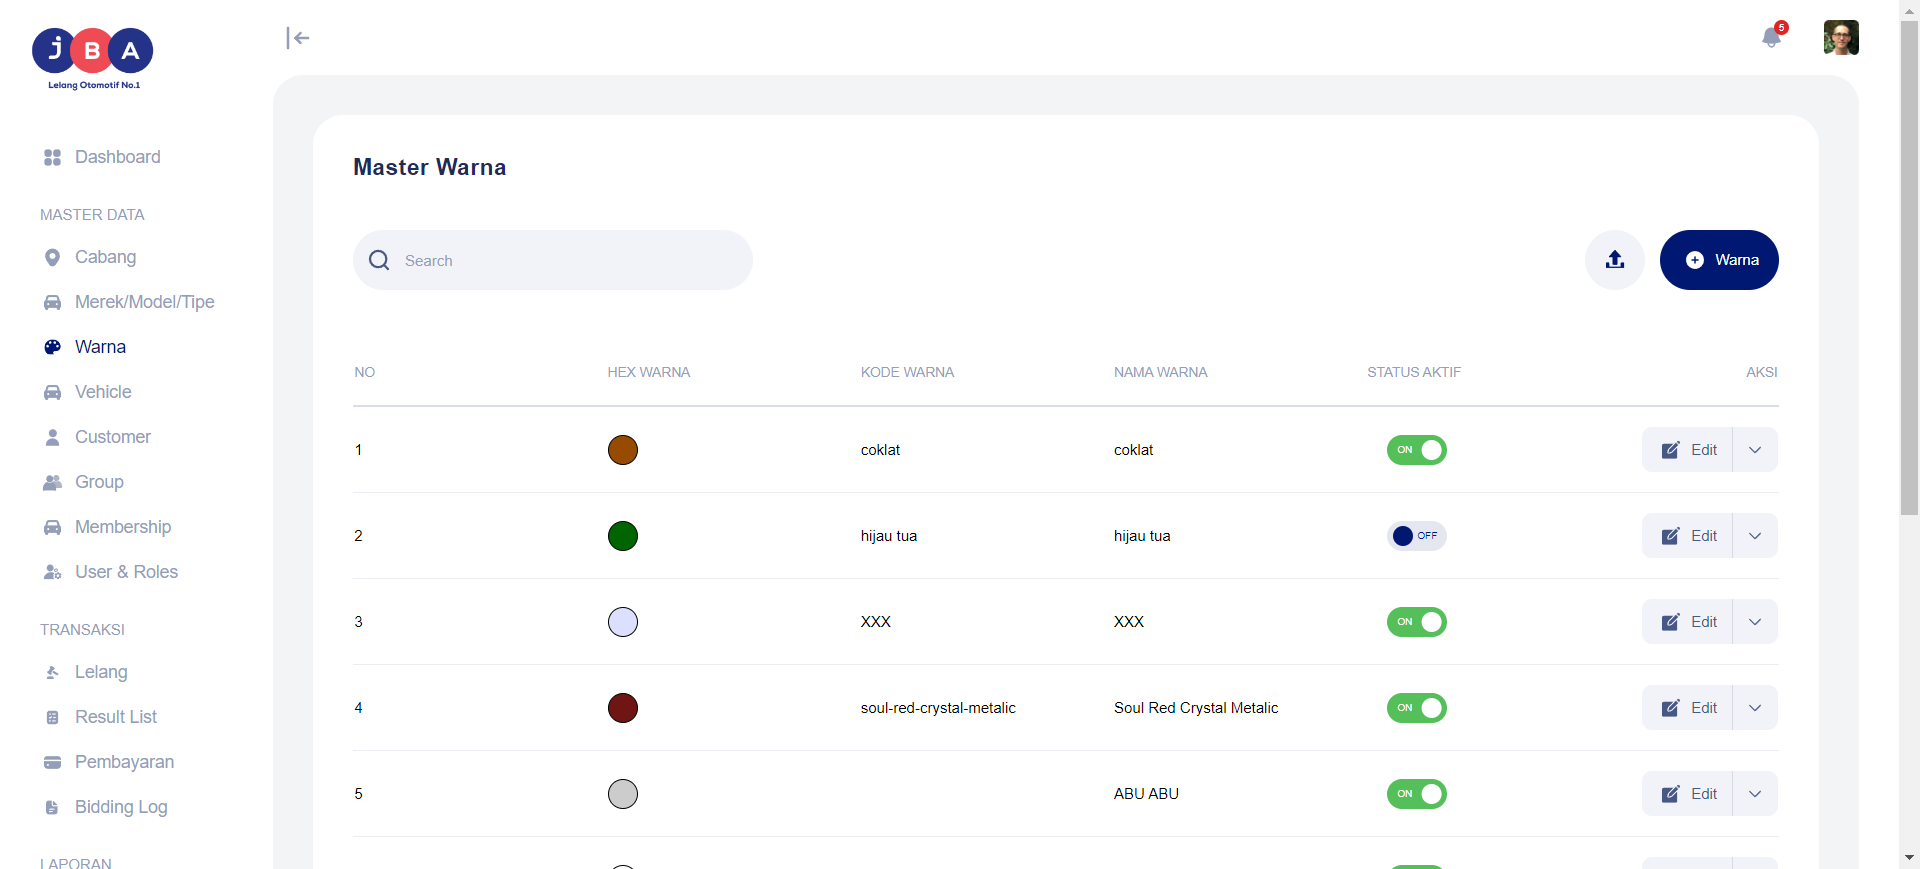 JBA
Lelang Otomotif No.1
5
Dashboard
MASTER DATA
Cabang
Merek/Model/Tipe
Warna
Vehicle
Customer
Group
Membership
User & Roles
TRANSAKSI
Lelang
Result List
Pembayaran
Bidding Log
LAPORAN
Master Warna
Search
Warna
NO HEX WARNA KODE WARNA NAMA WARNA STATUS AKTIF AKSI
1 coklat coklat ON Edit
2 hijau tua hijau tua OFF Edit
3 XXX XXX ON Edit
4 soul-red-crystal-metalic Soul Red Crystal Metalic ON Edit
5 ABU ABU ON Edit